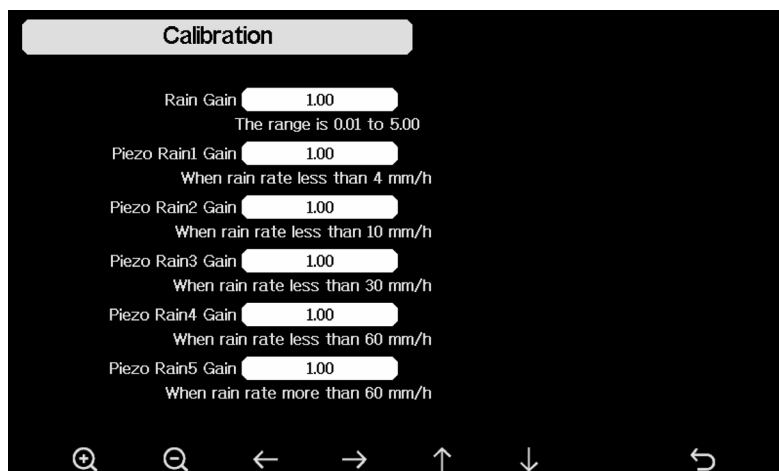 Calibration
Rain Gain 1.00
The range is 0.01 to 5.00
Piezo Rain1 Gain 1.00
When rain rate less than 4 mm/h
Piezo Rain2 Gain 1.00
When rain rate less than 10 mm/h
Piezo Rain3 Gain 1.00
When rain rate less than 30 mm/h
Piezo Rain4 Gain 1.00
When rain rate less than 60 mm/h
Piezo Rain5 Gain 1.00
When rain rate more than 60 mm/h